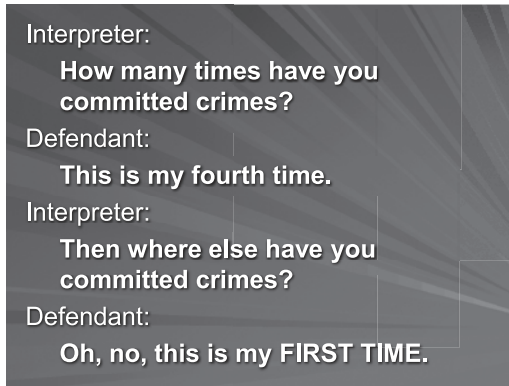 Interpreter:
How many times have you
committed crimes?
Defendant:
This is my fourth time.
Interpreter:
Then where else have you
committed crimes?
Defendant:
Oh, no, this is my FIRST TIME.